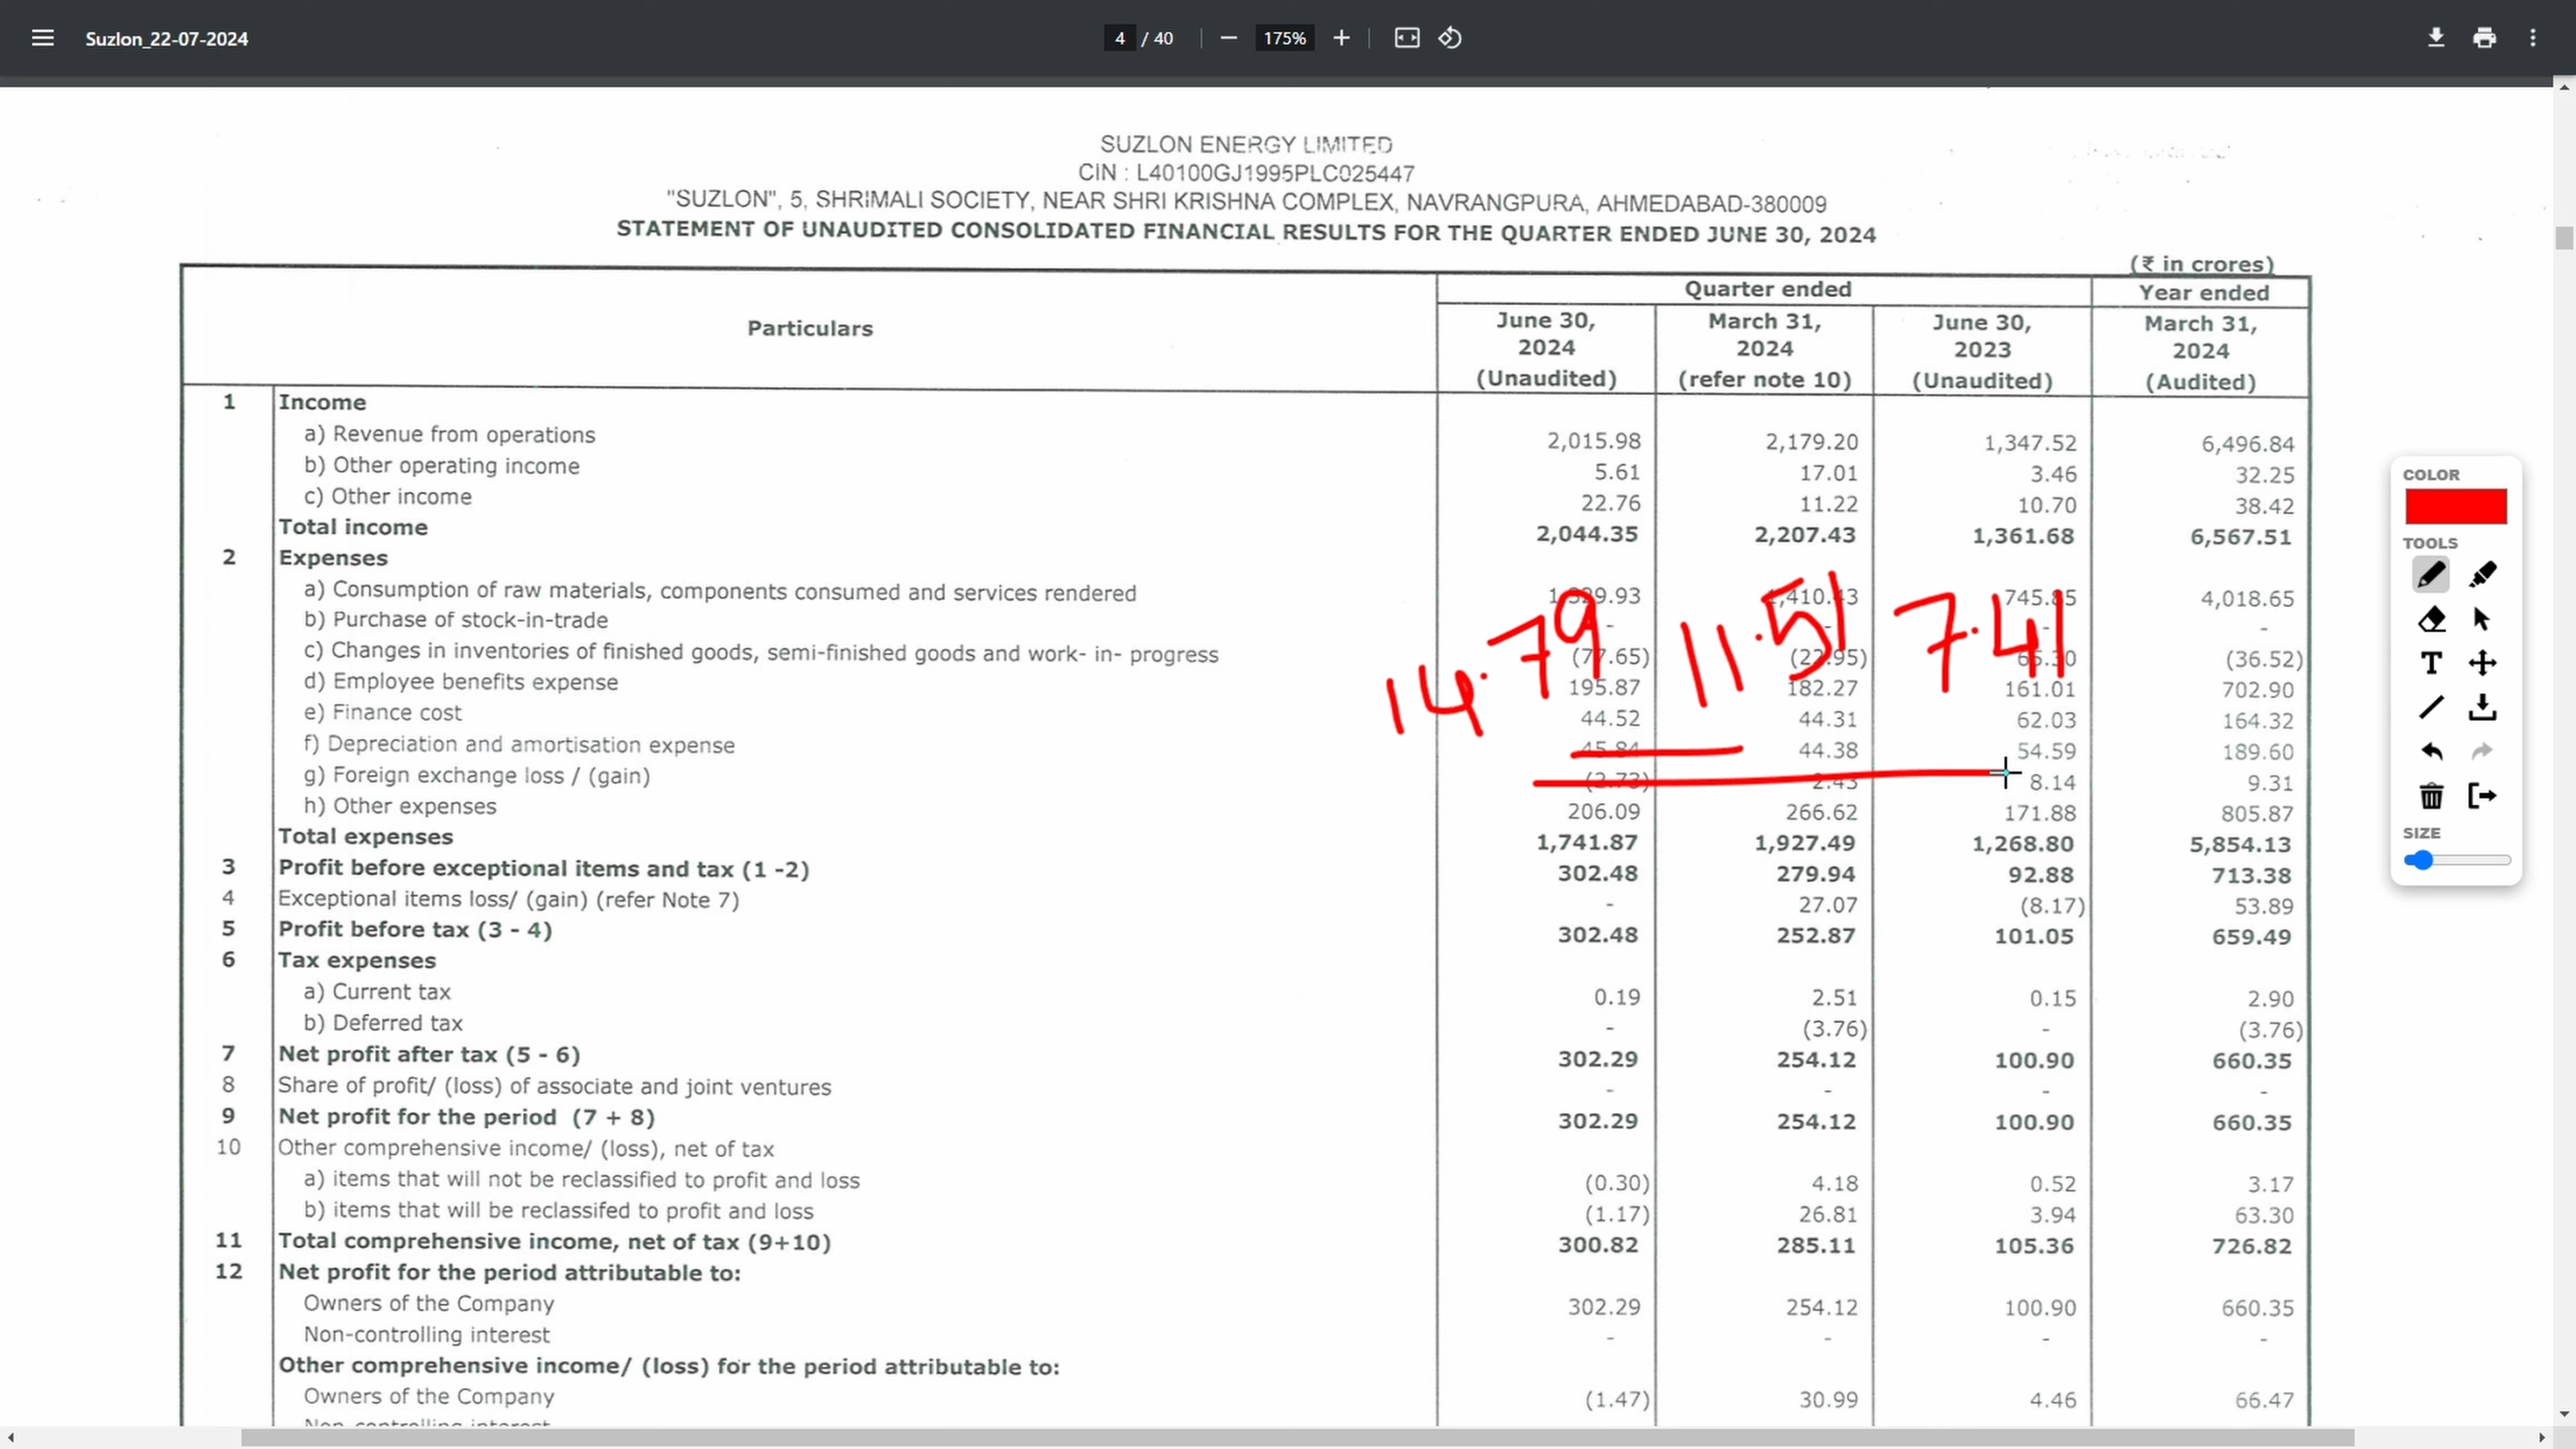 Suzlon_22-07-2024 4 / 40 175%
SUZLON ENERGY LIMITED
CIN : L40100GJ1995PLC025447
"SUZLON", 5, SHRIMALI SOCIETY, NEAR SHRI KRISHNA COMPLEX, NAVRANGPURA, AHMEDABAD-380009
STATEMENT OF UNAUDITED CONSOLIDATED FINANCIAL RESULTS FOR THE QUARTER ENDED JUNE 30, 2024
(₹ in crores)
Particulars Quarter ended Year ended
June 30, 2024 (Unaudited) March 31, 2024 (refer note 10) June 30, 2023 (Unaudited) March 31, 2024 (Audited)
1 Income
a) Revenue from operations 2,015.98 2,179.20 1,347.52 6,496.84
b) Other operating income 5.61 17.01 3.46 32.25
c) Other income 22.76 11.22 10.70 38.42
Total income 2,044.35 2,207.43 1,361.68 6,567.51
2 Expenses
a) Consumption of raw materials, components consumed and services rendered 745.85 4,018.65
b) Purchase of stock-in-trade - - - -
14.79 11.51 7.41
c) Changes in inventories of finished goods, semi-finished goods and work- in- progress (77.65) (22.95) (36.52)
d) Employee benefits expense 195.87 182.27 161.01 702.90
e) Finance cost 44.52 44.31 62.03 164.32
f) Depreciation and amortisation expense 45.84 44.38 54.59 189.60
g) Foreign exchange loss / (gain) (2.73) 2.43 8.14 9.31
h) Other expenses 206.09 266.62 171.88 805.87
Total expenses 1,741.87 1,927.49 1,268.80 5,854.13
3 Profit before exceptional items and tax (1 -2) 302.48 279.94 92.88 713.38
4 Exceptional items loss/ (gain) (refer Note 7) - 27.07 (8.17) 53.89
5 Profit before tax (3 - 4) 302.48 252.87 101.05 659.49
6 Tax expenses
a) Current tax 0.19 2.51 0.15 2.90
b) Deferred tax - (3.76) - (3.76)
7 Net profit after tax (5 - 6) 302.29 254.12 100.90 660.35
8 Share of profit/ (loss) of associate and joint ventures - - - -
9 Net profit for the period (7 + 8) 302.29 254.12 100.90 660.35
10 Other comprehensive income/ (loss), net of tax
a) items that will not be reclassified to profit and loss (0.30) 4.18 0.52 3.17
b) items that will be reclassifed to profit and loss (1.17) 26.81 3.94 63.30
11 Total comprehensive income, net of tax (9+10) 300.82 285.11 105.36 726.82
12 Net profit for the period attributable to:
Owners of the Company 302.29 254.12 100.90 660.35
Non-controlling interest - - - -
Other comprehensive income/ (loss) for the period attributable to:
Owners of the Company (1.47) 30.99 4.46 66.47
COLOR
TOOLS
SIZE